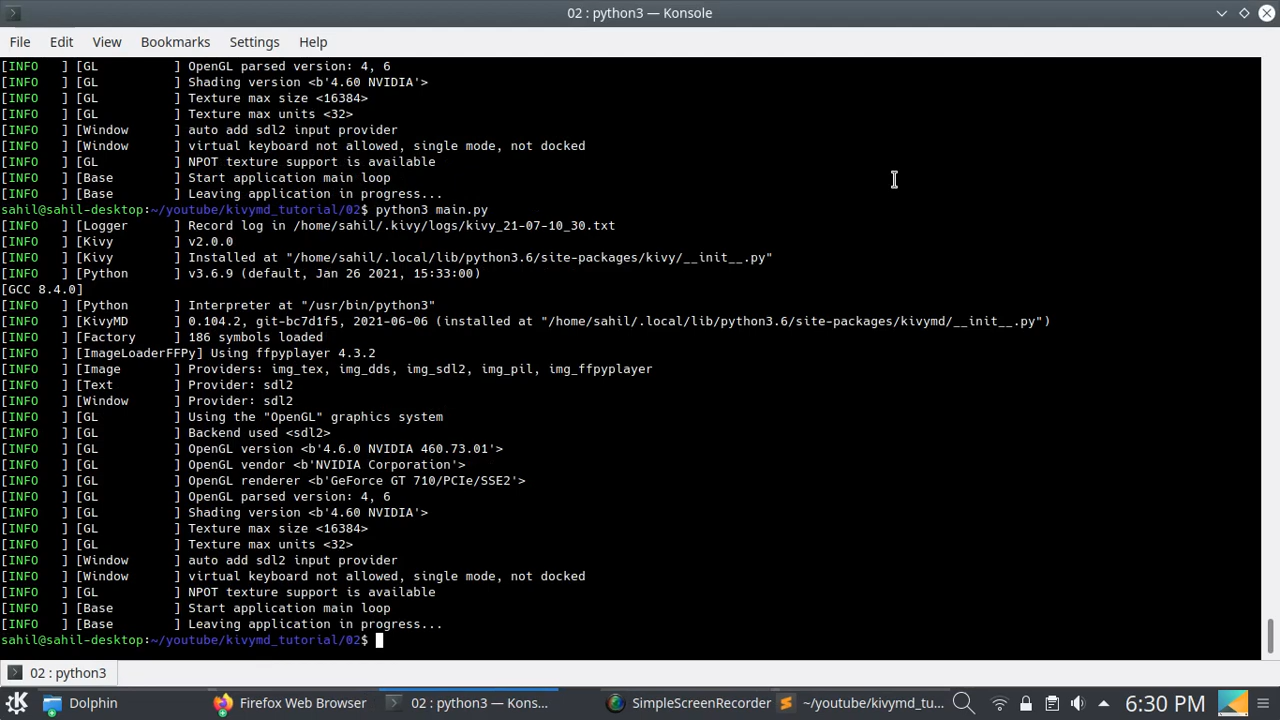 02 : python3 — Konsole
File Edit View Bookmarks Settings Help
[INFO   ] [GL          ] OpenGL parsed version: 4, 6
[INFO   ] [GL          ] Shading version <b'4.60 NVIDIA'>
[INFO   ] [GL          ] Texture max size <16384>
[INFO   ] [GL          ] Texture max units <32>
[INFO   ] [Window      ] auto add sdl2 input provider
[INFO   ] [Window      ] virtual keyboard not allowed, single mode, not docked
[INFO   ] [GL          ] NPOT texture support is available
[INFO   ] [Base        ] Start application main loop
[INFO   ] [Base        ] Leaving application in progress...
sahil@sahil-desktop:~/youtube/kivymd_tutorial/02$ python3 main.py
[INFO   ] [Logger      ] Record log in /home/sahil/.kivy/logs/kivy_21-07-10_30.txt
[INFO   ] [Kivy        ] v2.0.0
[INFO   ] [Kivy        ] Installed at "/home/sahil/.local/lib/python3.6/site-packages/kivy/__init__.py"
[INFO   ] [Python      ] v3.6.9 (default, Jan 26 2021, 15:33:00)
[GCC 8.4.0]
[INFO   ] [Python      ] Interpreter at "/usr/bin/python3"
[INFO   ] [KivyMD      ] 0.104.2, git-bc7d1f5, 2021-06-06 (installed at "/home/sahil/.local/lib/python3.6/site-packages/kivymd/__init__.py")
[INFO   ] [Factory     ] 186 symbols loaded
[INFO   ] [ImageLoaderFFPy] Using ffpyplayer 4.3.2
[INFO   ] [Image       ] Providers: img_tex, img_dds, img_sdl2, img_pil, img_ffpyplayer
[INFO   ] [Text        ] Provider: sdl2
[INFO   ] [Window      ] Provider: sdl2
[INFO   ] [GL          ] Using the "OpenGL" graphics system
[INFO   ] [GL          ] Backend used <sdl2>
[INFO   ] [GL          ] OpenGL version <b'4.6.0 NVIDIA 460.73.01'>
[INFO   ] [GL          ] OpenGL vendor <b'NVIDIA Corporation'>
[INFO   ] [GL          ] OpenGL renderer <b'GeForce GT 710/PCIe/SSE2'>
[INFO   ] [GL          ] OpenGL parsed version: 4, 6
[INFO   ] [GL          ] Shading version <b'4.60 NVIDIA'>
[INFO   ] [GL          ] Texture max size <16384>
[INFO   ] [GL          ] Texture max units <32>
[INFO   ] [Window      ] auto add sdl2 input provider
[INFO   ] [Window      ] virtual keyboard not allowed, single mode, not docked
[INFO   ] [GL          ] NPOT texture support is available
[INFO   ] [Base        ] Start application main loop
[INFO   ] [Base        ] Leaving application in progress...
sahil@sahil-desktop:~/youtube/kivymd_tutorial/02$
02 : python3
Dolphin Firefox Web Browser 02 : python3 — Kons... SimpleScreenRecorder ~/youtube/kivymd_tu... 6:30 PM